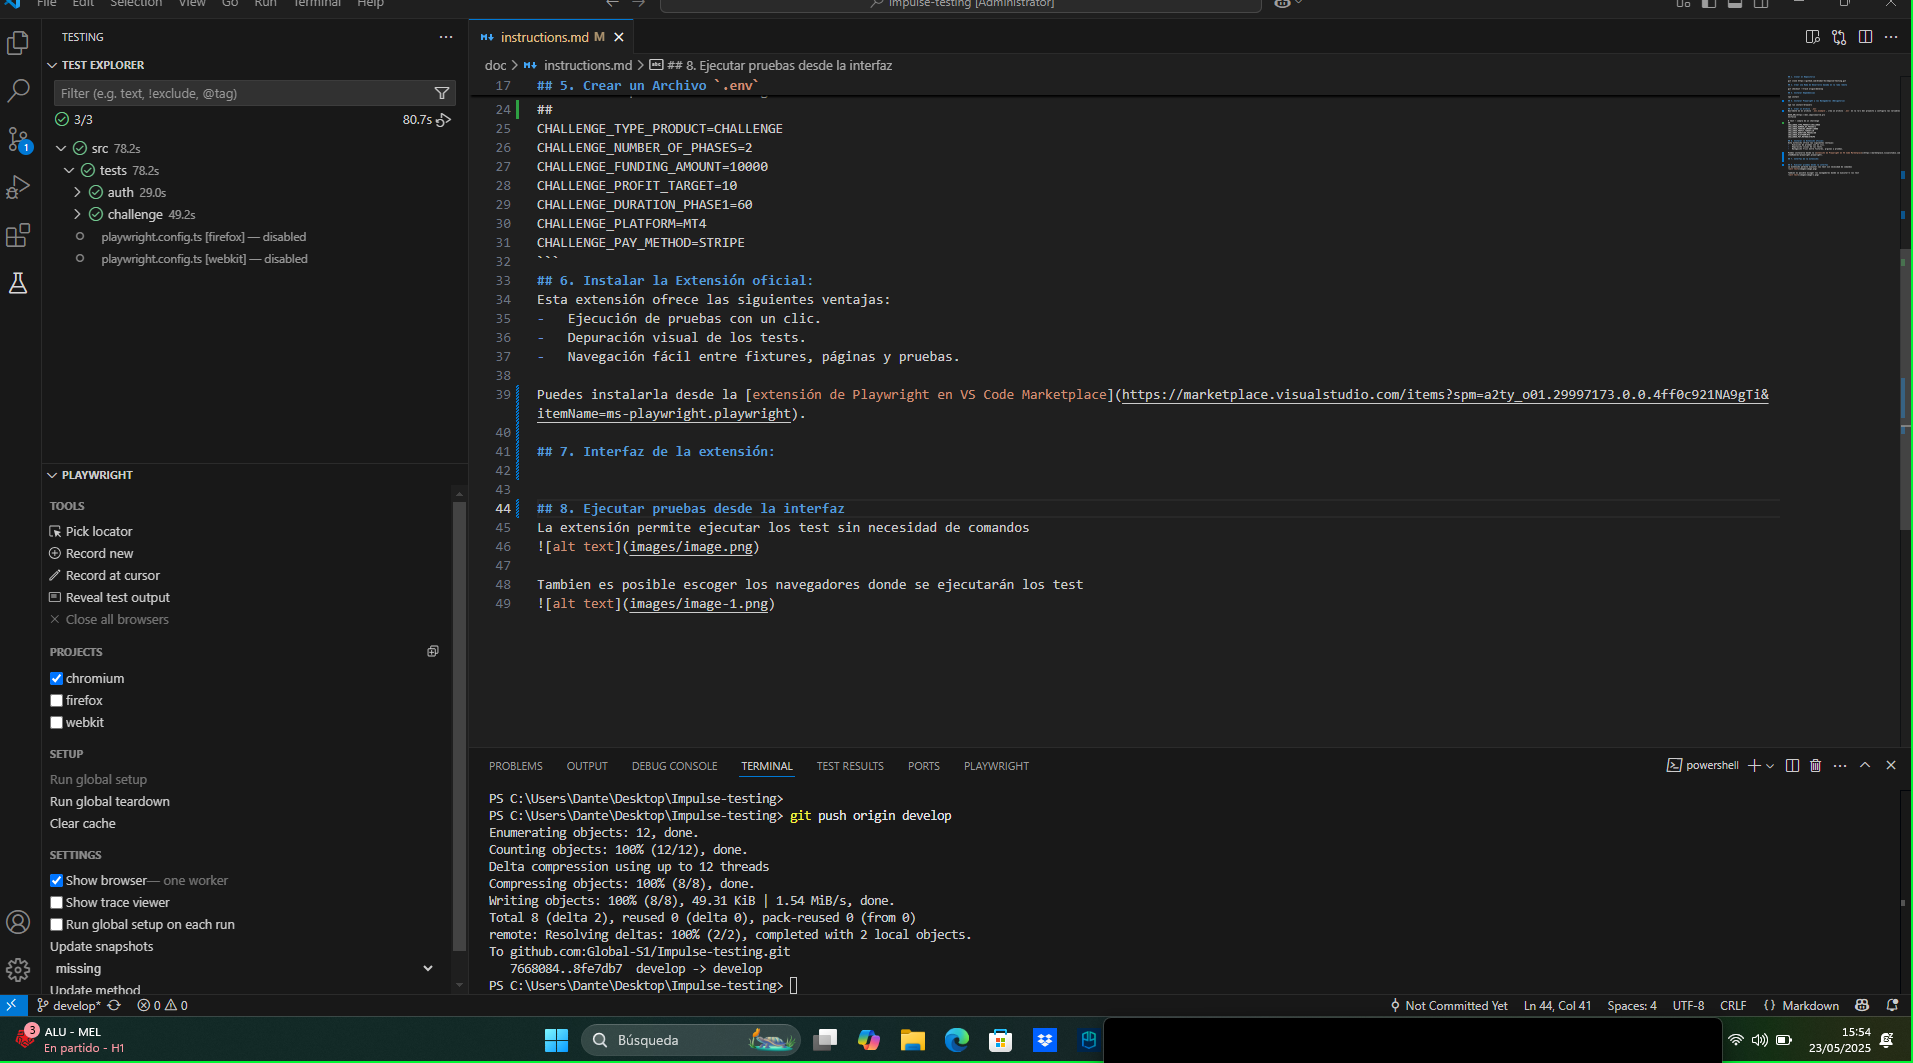 File Edit Selection View Go Run Terminal Help
Impulse-testing [Administrator]
TESTING
TEST EXPLORER
Filter (e.g. text, !exclude, @tag)
3/3
80.7s
src 78.2s
tests 78.2s
auth 29.0s
challenge 49.2s
playwright.config.ts [firefox] — disabled
playwright.config.ts [webkit] — disabled
PLAYWRIGHT
TOOLS
Pick locator
Record new
Record at cursor
Reveal test output
Close all browsers
PROJECTS
chromium
firefox
webkit
SETUP
Run global setup
Run global teardown
Clear cache
SETTINGS
Show browser— one worker
Show trace viewer
Run global setup on each run
Update snapshots
missing
Update method
instructions.md M
doc > instructions.md > ## 8. Ejecutar pruebas desde la interfaz
17 ## 5. Crear un Archivo `.env`
24 ##
25 CHALLENGE_TYPE_PRODUCT=CHALLENGE
26 CHALLENGE_NUMBER_OF_PHASES=2
27 CHALLENGE_FUNDING_AMOUNT=10000
28 CHALLENGE_PROFIT_TARGET=10
29 CHALLENGE_DURATION_PHASE1=60
30 CHALLENGE_PLATFORM=MT4
31 CHALLENGE_PAY_METHOD=STRIPE
32 ```
33 ## 6. Instalar la Extensión oficial:
34 Esta extensión ofrece las siguientes ventajas:
35 -   Ejecución de pruebas con un clic.
36 -   Depuración visual de los tests.
37 -   Navegación fácil entre fixtures, páginas y pruebas.
38
39 Puedes instalarla desde la [extensión de Playwright en VS Code Marketplace](https://marketplace.visualstudio.com/items?spm=a2ty_o01.29997173.0.0.4ff0c921NA9gTi&
itemName=ms-playwright.playwright).
40
41 ## 7. Interfaz de la extensión:
42
43
44 ## 8. Ejecutar pruebas desde la interfaz
45 La extensión permite ejecutar los test sin necesidad de comandos
46 ![alt text](images/image.png)
47
48 Tambien es posible escoger los navegadores donde se ejecutarán los test
49 ![alt text](images/image-1.png)
PROBLEMS OUTPUT DEBUG CONSOLE TERMINAL TEST RESULTS PORTS PLAYWRIGHT
powershell
PS C:\Users\Dante\Desktop\Impulse-testing>
PS C:\Users\Dante\Desktop\Impulse-testing> git push origin develop
Enumerating objects: 12, done.
Counting objects: 100% (12/12), done.
Delta compression using up to 12 threads
Compressing objects: 100% (8/8), done.
Writing objects: 100% (8/8), 49.31 KiB | 1.54 MiB/s, done.
Total 8 (delta 2), reused 0 (delta 0), pack-reused 0 (from 0)
remote: Resolving deltas: 100% (2/2), completed with 2 local objects.
To github.com:Global-S1/Impulse-testing.git
7668084..8fe7db7  develop -> develop
PS C:\Users\Dante\Desktop\Impulse-testing>
1
develop* 0 0
Not Committed Yet Ln 44, Col 41 Spaces: 4 UTF-8 CRLF {} Markdown
3
ALU - MEL
En partido - H1
Búsqueda
15:54
23/05/2025